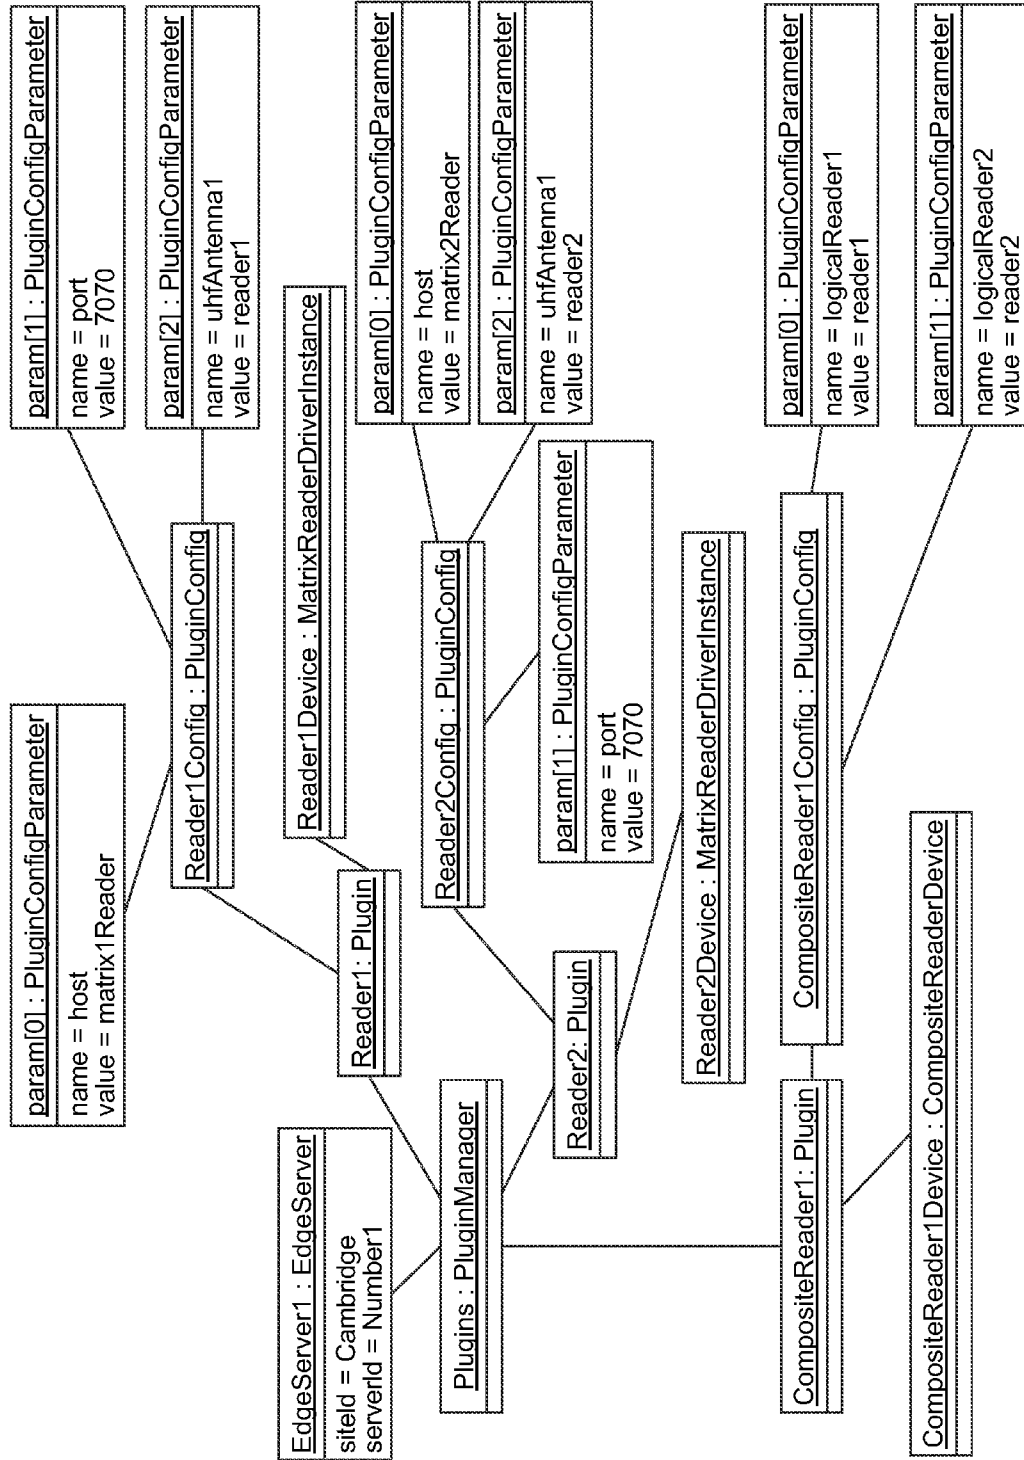 param[0] : PluginConfigParameter
name = host
value = matrix1Reader
param[1] : PluginConfigParameter
name = port
value = 7070
param[2] : PluginConfigParameter
name = uhfAntenna1
value = reader1
Reader1Config : PluginConfig
EdgeServer1 : EdgeServer
siteId = Cambridge
serverId = Number1
Reader1Device : MatrixReaderDriverInstance
Reader1: Plugin
param[0] : PluginConfigParameter
name = host
value = matrix2Reader
Plugins : PluginManager
Reader2Config : PluginConfig
param[2] : PluginConfigParameter
name = uhfAntenna1
value = reader2
param[1] : PluginConfigParameter
name = port
value = 7070
Reader2: Plugin
Reader2Device : MatrixReaderDriverInstance
CompositeReader1: Plugin
CompositeReader1Config : PluginConfig
param[0] : PluginConfigParameter
name = logicalReader1
value = reader1
CompositeReader1Device : CompositeReaderDevice
param[1] : PluginConfigParameter
name = logicalReader2
value = reader2